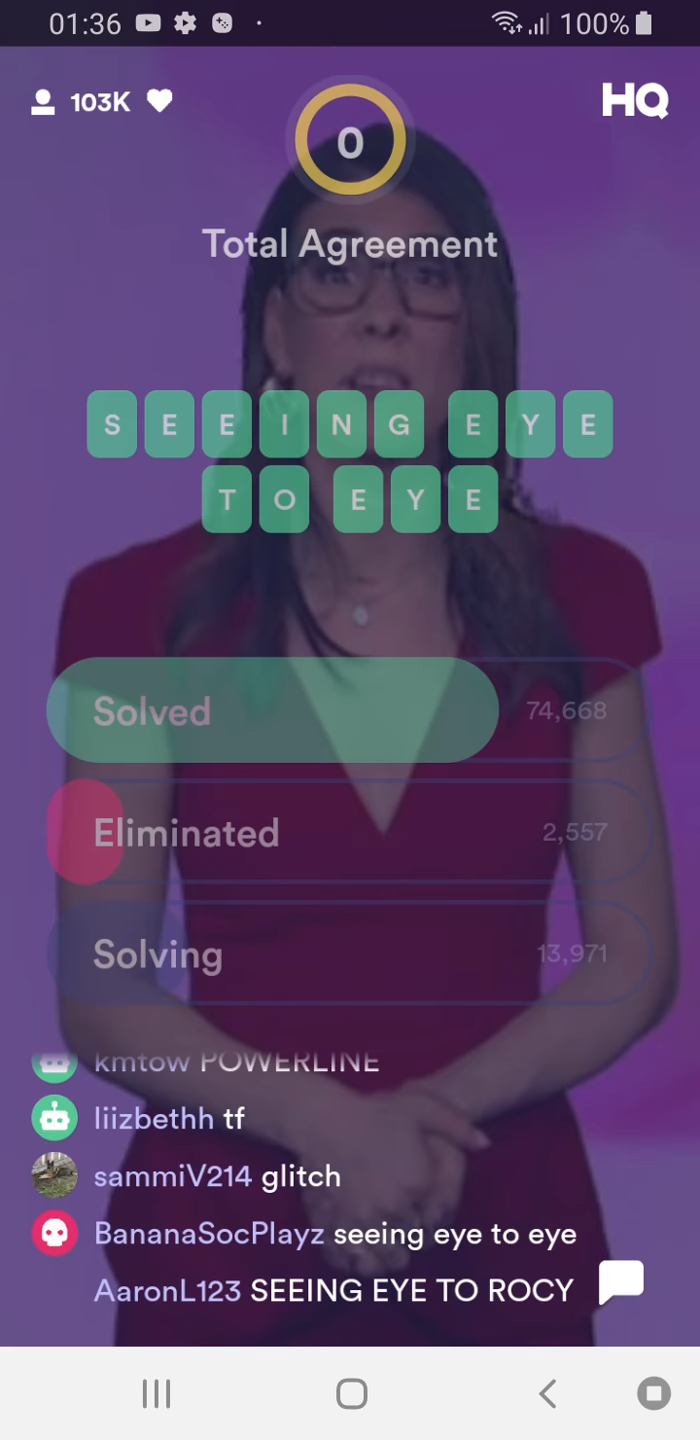 01:36 100%
103K HQ
0
Total Agreement
SEEING EYE
TO EYE
Solved 74,668
Eliminated 2,557
Solving 13,971
kmtow POWERLINE
liizbethh tf
sammiV214 glitch
BananaSocPlayz seeing eye to eye
AaronL123 SEEING EYE TO ROCY